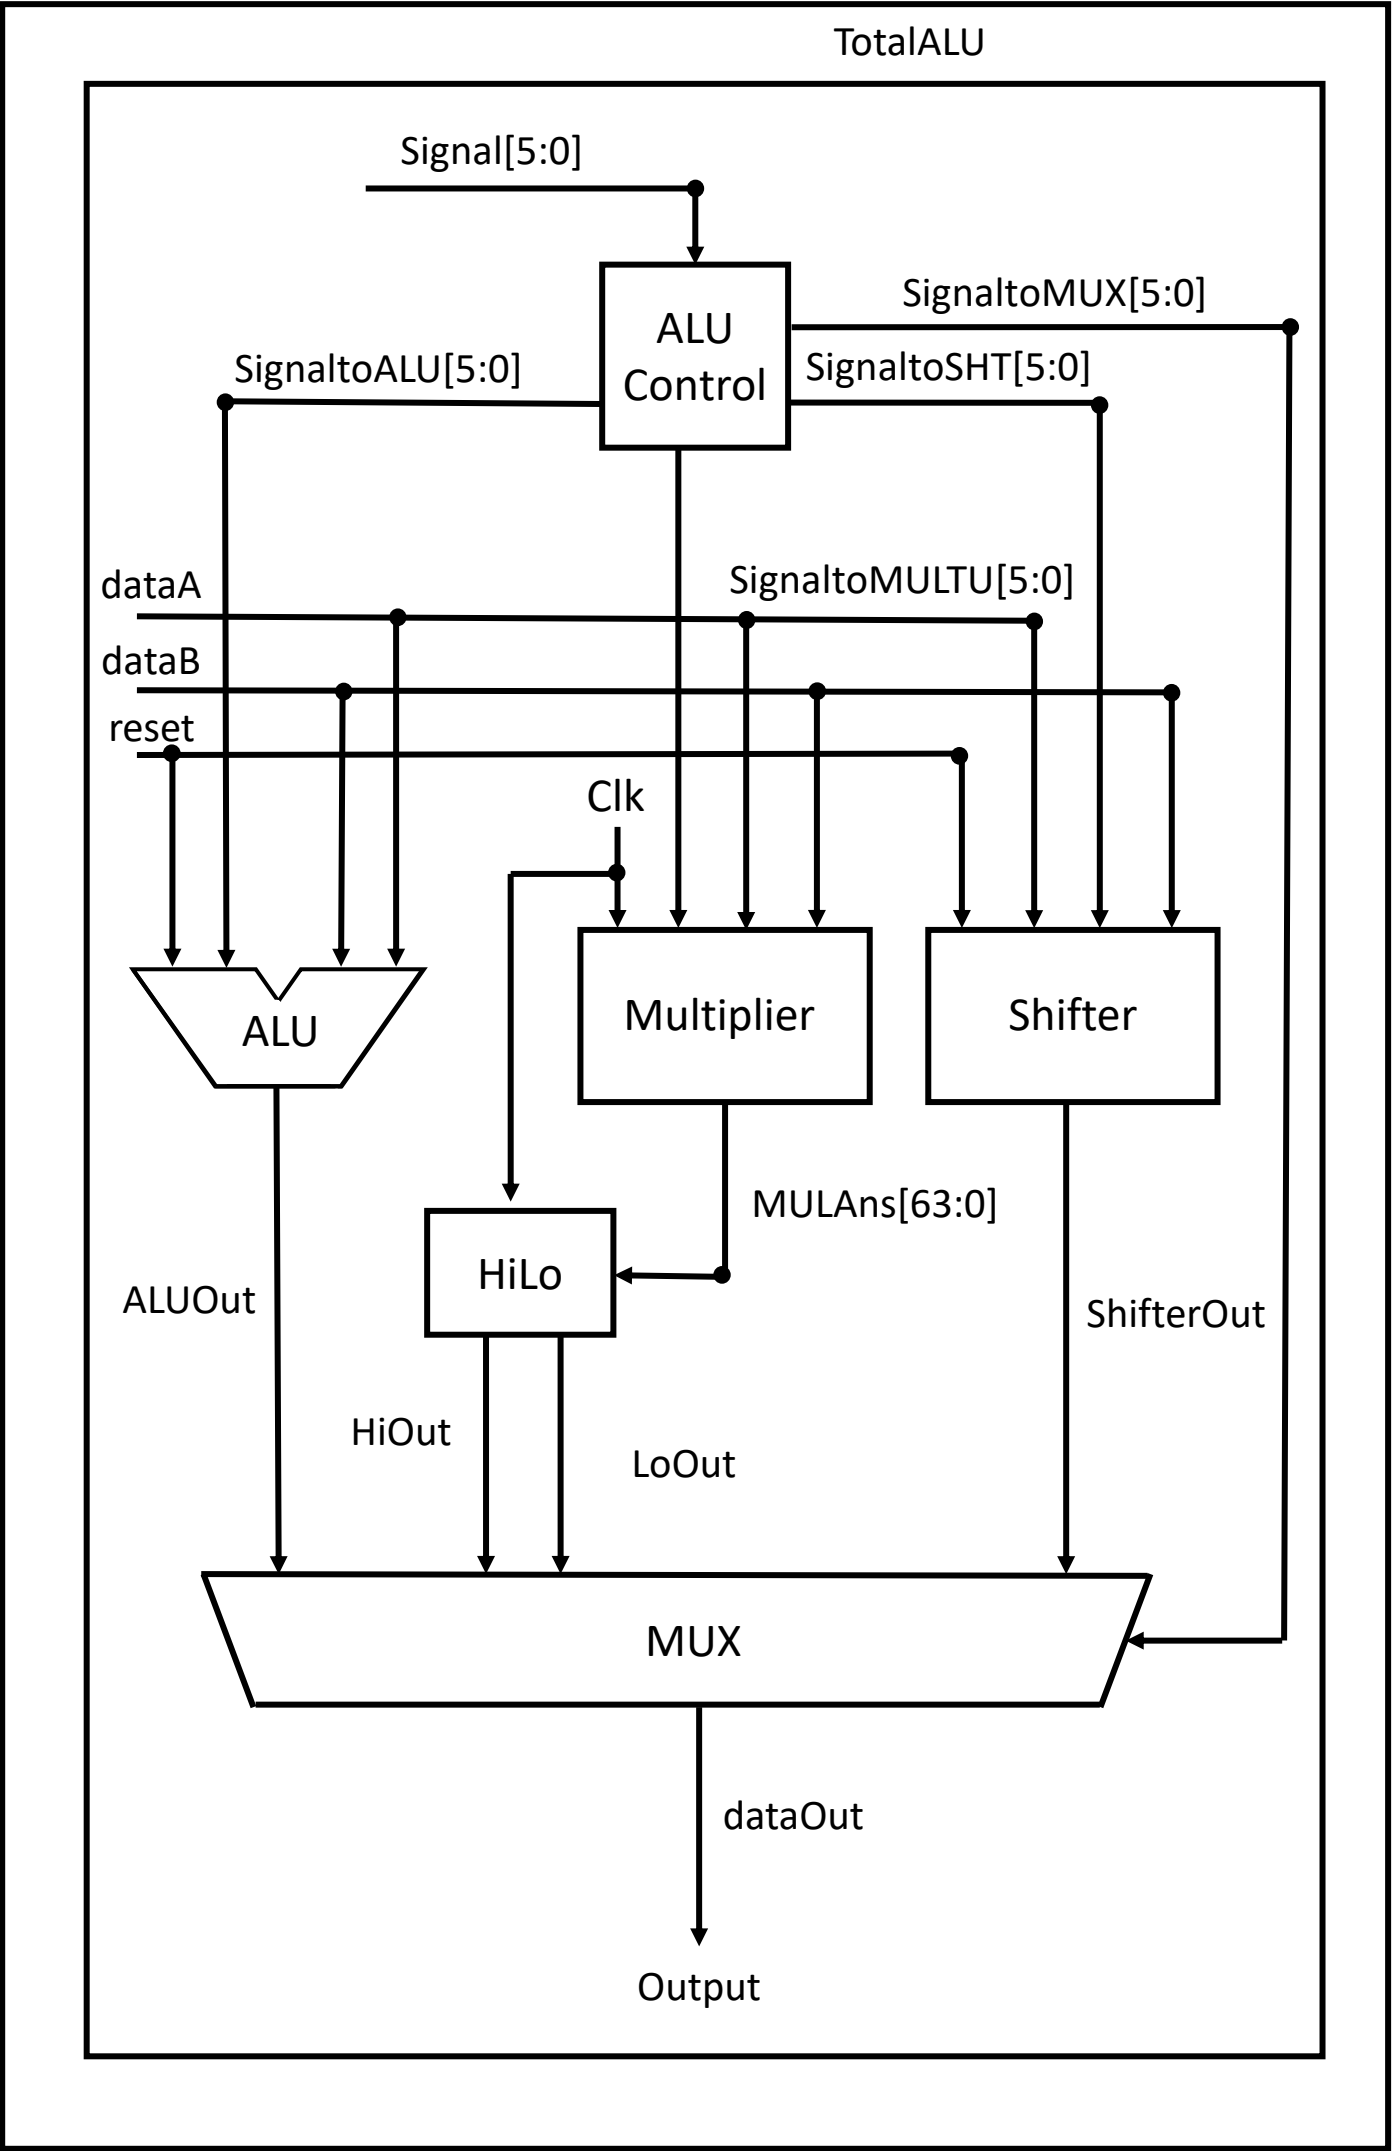 TotalALU
Signal[5:0]
SignaltoMUX[5:0]
ALU
Control
SignaltoALU[5:0]
SignaltoSHT[5:0]
dataA
SignaltoMULTU[5:0]
dataB
reset
Clk
ALU
Multiplier
Shifter
MULAns[63:0]
HiLo
ALUOut
ShifterOut
HiOut
LoOut
MUX
dataOut
Output